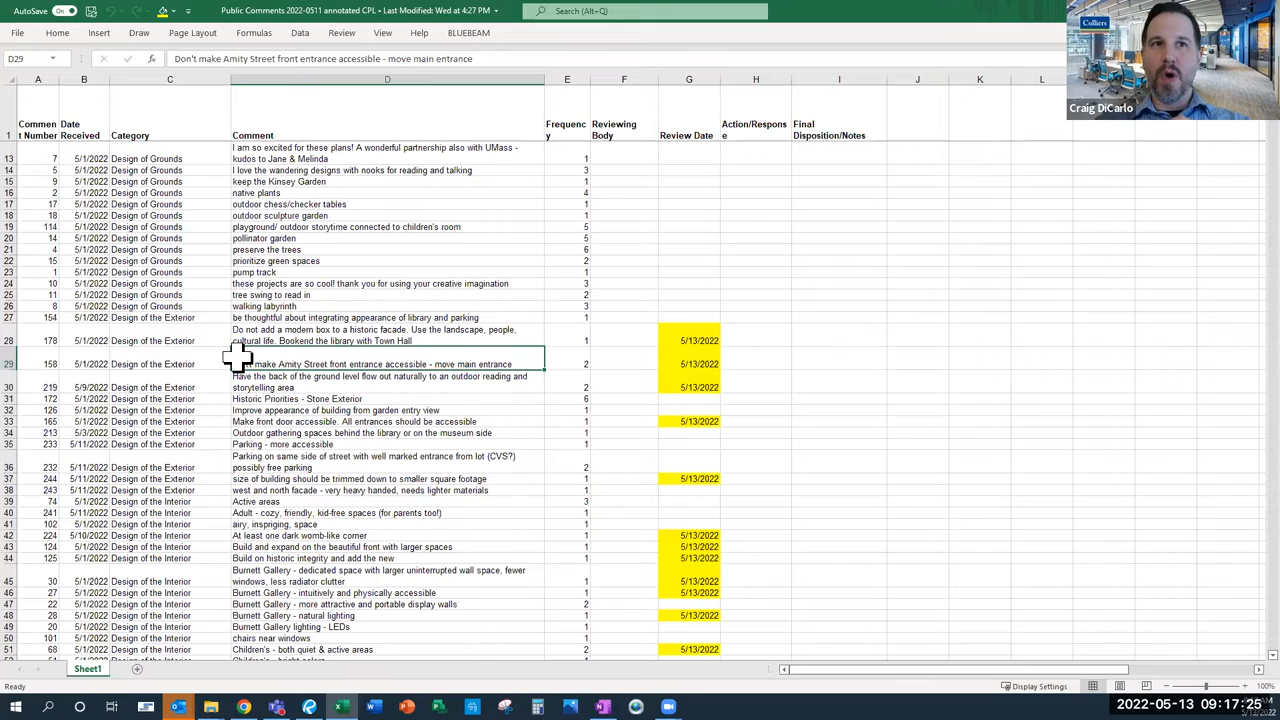 AutoSave On Public Comments 2022-0511 annotated CPL • Last Modified: Wed at 4:27 PM Search (Alt+Q)
File Home Insert Draw Page Layout Formulas Data Review View Help BLUEBEAM
D29 fx Don't make Amity Street front entrance accessible - move main entrance
Colliers
Craig DiCarlo
A B C D E F G H I J K L
1 Comment Number Date Received Category Comment Frequency Reviewing Body Review Date Action/Response Final Disposition/Notes
13 7 5/1/2022 Design of Grounds I am so excited for these plans! A wonderful partnership also with UMass - kudos to Jane & Melinda 1
14 5 5/1/2022 Design of Grounds I love the wandering designs with nooks for reading and talking 3
15 9 5/1/2022 Design of Grounds keep the Kinsey Garden 1
16 2 5/1/2022 Design of Grounds native plants 4
17 17 5/1/2022 Design of Grounds outdoor chess/checker tables 1
18 18 5/1/2022 Design of Grounds outdoor sculpture garden 1
19 114 5/1/2022 Design of Grounds playground/ outdoor storytime connected to children's room 5
20 14 5/1/2022 Design of Grounds pollinator garden 5
21 4 5/1/2022 Design of Grounds preserve the trees 6
22 15 5/1/2022 Design of Grounds prioritize green spaces 2
23 1 5/1/2022 Design of Grounds pump track 1
24 10 5/1/2022 Design of Grounds these projects are so cool! thank you for using your creative imagination 3
25 11 5/1/2022 Design of Grounds tree swing to read in 2
26 8 5/1/2022 Design of Grounds walking labyrinth 3
27 154 5/1/2022 Design of the Exterior be thoughtful about integrating appearance of library and parking 1
28 178 5/1/2022 Design of the Exterior Do not add a modern box to a historic facade. Use the landscape, people, cultural life. Bookend the library with Town Hall 1 5/13/2022
158 5/1/2022 Design of the Exterior make Amity Street front entrance accessible - move main entrance 2 5/13/2022
30 219 5/9/2022 Design of the Exterior Have the back of the ground level flow out naturally to an outdoor reading and storytelling area 2 5/13/2022
31 172 5/1/2022 Design of the Exterior Historic Priorities - Stone Exterior 6
32 126 5/1/2022 Design of the Exterior Improve appearance of building from garden entry view 1
33 165 5/1/2022 Design of the Exterior Make front door accessible. All entrances should be accessible 1 5/13/2022
34 213 5/3/2022 Design of the Exterior Outdoor gathering spaces behind the library or on the museum side 1
35 233 5/11/2022 Design of the Exterior Parking - more accessible 1
36 232 5/11/2022 Design of the Exterior Parking on same side of street with well marked entrance from lot (CVS?) possibly free parking 2
37 244 5/11/2022 Design of the Exterior size of building should be trimmed down to smaller square footage 1 5/13/2022
38 243 5/11/2022 Design of the Exterior west and north facade - very heavy handed, needs lighter materials 1
39 74 5/1/2022 Design of the Interior Active areas 3
40 241 5/11/2022 Design of the Interior Adult - cozy, friendly, kid-free spaces (for parents too!) 1
41 102 5/1/2022 Design of the Interior airy, inspriging, space 1
42 224 5/10/2022 Design of the Interior At least one dark womb-like corner 1 5/13/2022
43 124 5/1/2022 Design of the Interior Build and expand on the beautiful front with larger spaces 1 5/13/2022
44 125 5/1/2022 Design of the Interior Build on historic integrity and add the new 1 5/13/2022
45 30 5/1/2022 Design of the Interior Burnett Gallery - dedicated space with larger uninterrupted wall space, fewer windows, less radiator clutter 1 5/13/2022
46 27 5/1/2022 Design of the Interior Burnett Gallery - intuitively and physically accessible 1 5/13/2022
47 22 5/1/2022 Design of the Interior Burnett Gallery - more attractive and portable display walls 2
48 28 5/1/2022 Design of the Interior Burnett Gallery - natural lighting 1 5/13/2022
49 20 5/1/2022 Design of the Interior Burnett Gallery lighting - LEDs 1
50 101 5/1/2022 Design of the Interior chairs near windows 1
51 68 5/1/2022 Design of the Interior Children's - both quiet & active areas 2 5/13/2022
Sheet1
Ready Display Settings 100%
2022-05-13 09:17:25